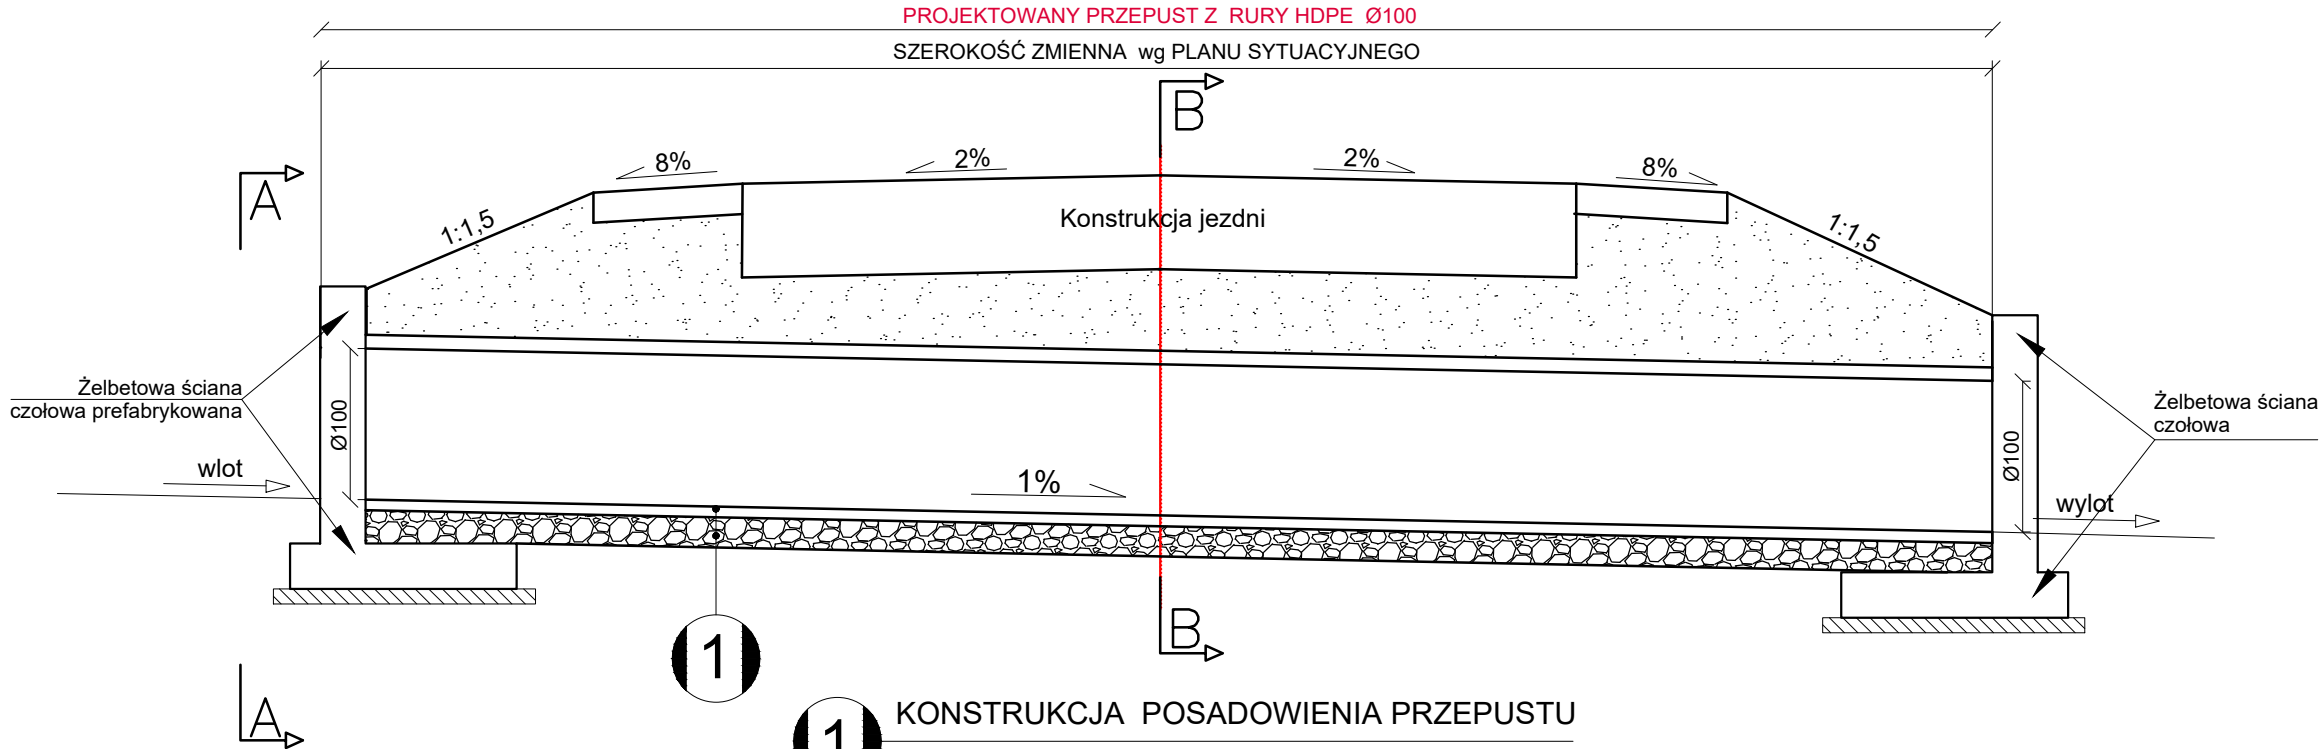 PROJEKTOWANY PRZEPUST Z RURY HDPE Ø100
SZEROKOŚĆ ZMIENNA wg PLANU SYTUACYJNEGO
B
A
8%
2%
2%
8%
1:1,5
Konstrukcja jezdni
1:1,5
Żelbetowa ściana
czołowa prefabrykowana
Ø100
Żelbetowa ściana
czołowa
Ø100
wlot
1%
wylot
B
1
A
1
KONSTRUKCJA POSADOWIENIA PRZEPUSTU